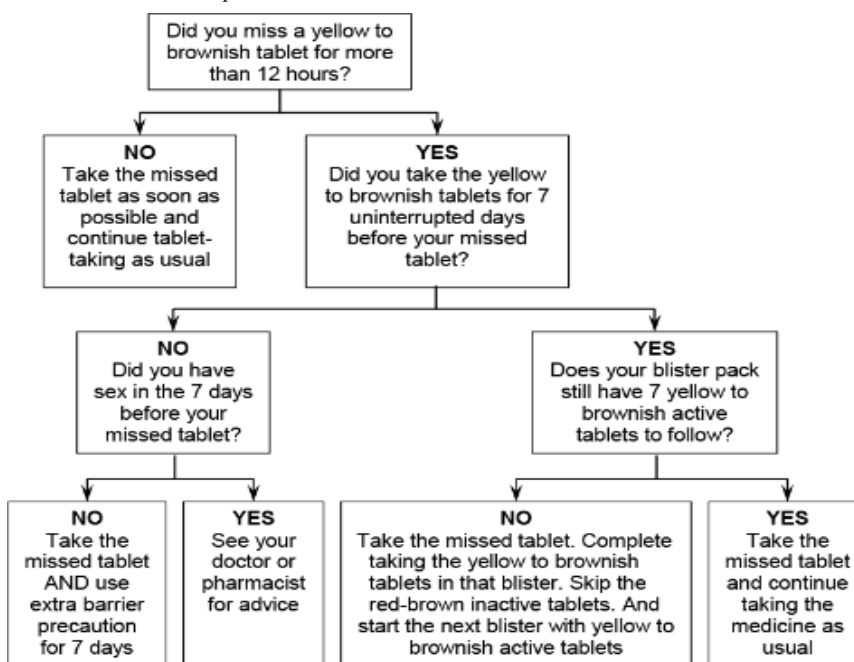 Did you miss a yellow to
brownish tablet for more
than 12 hours?
NO
Take the missed
tablet as soon as
possible and
continue tablet-
taking as usual
YES
Did you take the yellow
to brownish tablets for 7
uninterrupted days
before your missed
tablet?
NO
Did you have
sex in the 7 days
before your
missed tablet?
YES
Does your blister pack
still have 7 yellow to
brownish active
tablets to follow?
NO
Take the
missed tablet
AND use
extra barrier
precaution
for 7 days
YES
See your
doctor or
pharmacist
for advice
NO
Take the missed tablet. Complete
taking the yellow to brownish
tablets in that blister. Skip the
red-brown inactive tablets. And
start the next blister with yellow to
brownish active tablets
YES
Take the
missed tablet
and continue
taking the
medicine as
usual